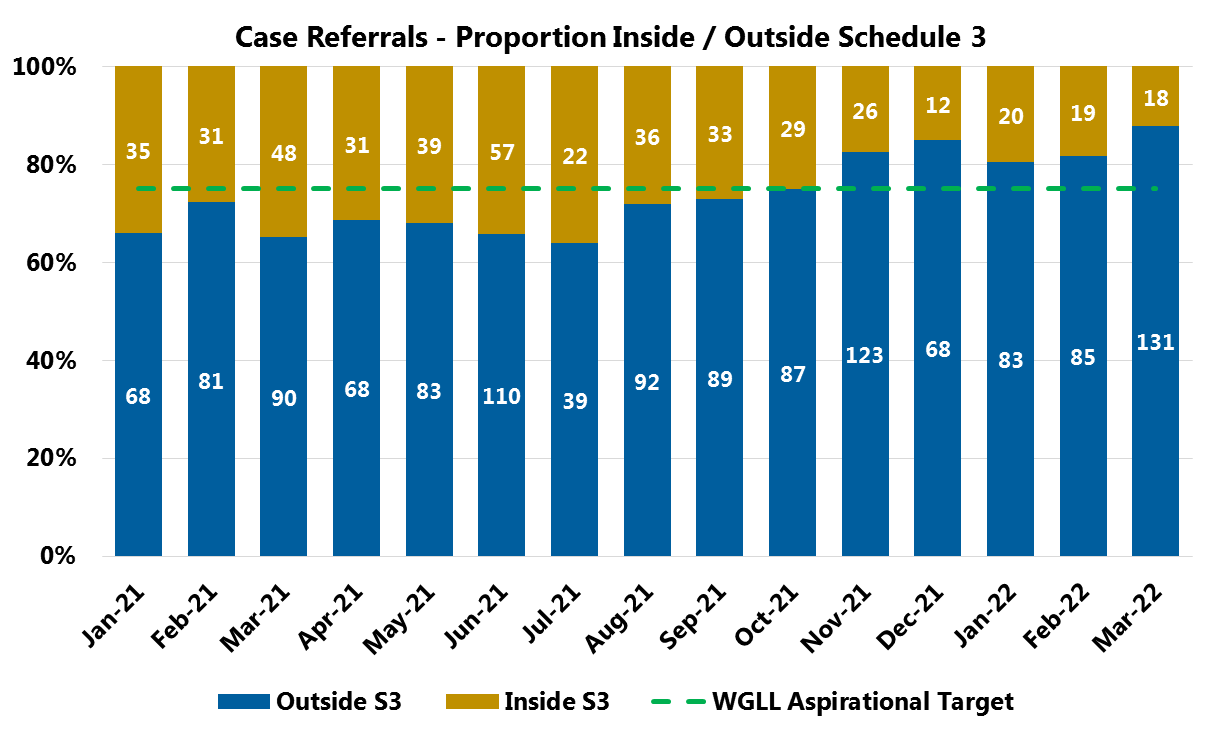 Case Referrals - Proportion Inside / Outside Schedule 3
100%
80%
60%
40%
20%
0%
35 31 48 31 39 57 22 36 33 29 26 12 20 19 18
68 81 90 68 83 110 39 92 89 87 123 68 83 85 131
Jan-21 Feb-21 Mar-21 Apr-21 May-21 Jun-21 Jul-21 Aug-21 Sep-21 Oct-21 Nov-21 Dec-21 Jan-22 Feb-22 Mar-22
Outside S3 Inside S3 WGLL Aspirational Target